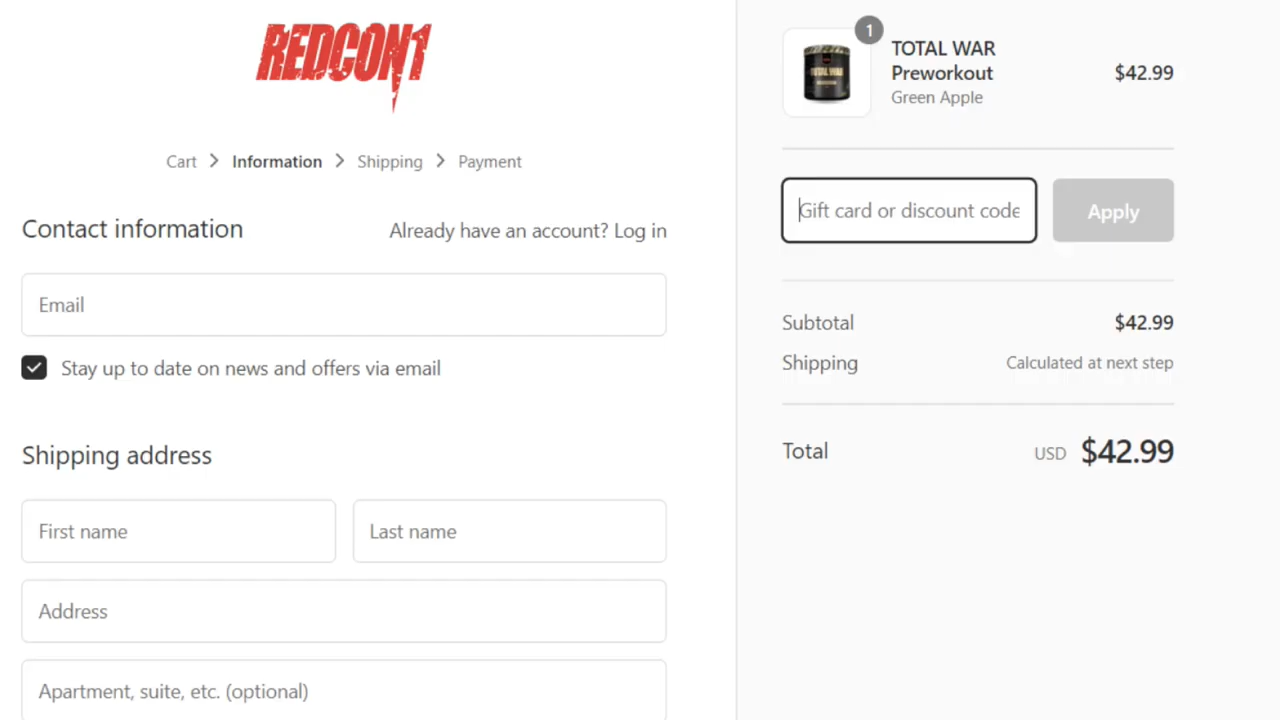 REDCON1
Cart > Information > Shipping > Payment
Contact information
Already have an account? Log in
Email
Stay up to date on news and offers via email
Shipping address
First name
Last name
Address
Apartment, suite, etc. (optional)
1
TOTAL WAR
TOTAL WAR
Preworkout
Green Apple
$42.99
Gift card or discount code
Apply
Subtotal
$42.99
Shipping
Calculated at next step
Total
USD $42.99